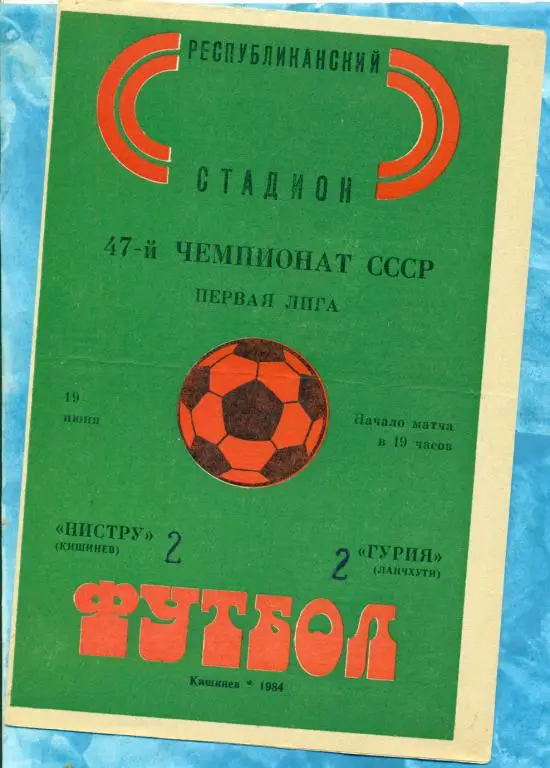 РЕСПУБЛИКАНСКИЙ
СТАДИОН
47-й ЧЕМПИОНАТ СССР
ПЕРВАЯ ЛИГА
19
июня
Начало матча
в 19 часов
«НИСТРУ» 2
(КИШИНЕВ)
2 «ГУРИЯ»
(ЛАНЧХУТИ)
ФУТБОЛ
Кишинев * 1984